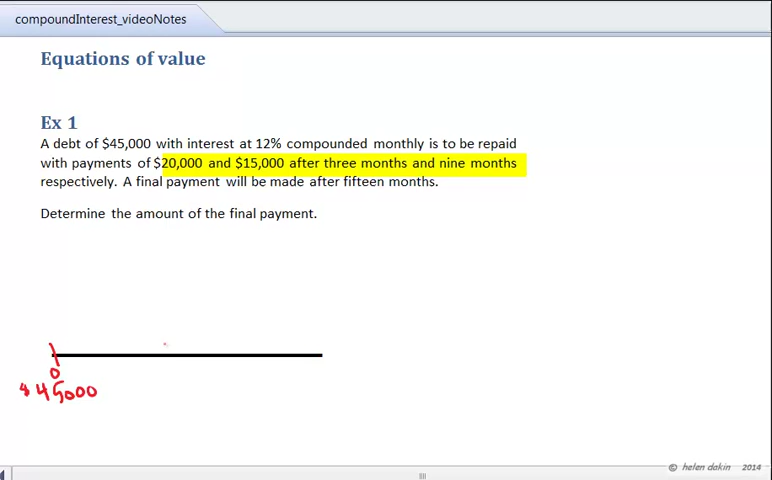 compoundInterest_videoNotes
Equations of value
Ex 1
A debt of $45,000 with interest at 12% compounded monthly is to be repaid
with payments of $20,000 and $15,000 after three months and nine months
respectively. A final payment will be made after fifteen months.
Determine the amount of the final payment.
0
$45000
© helen dakin 2014